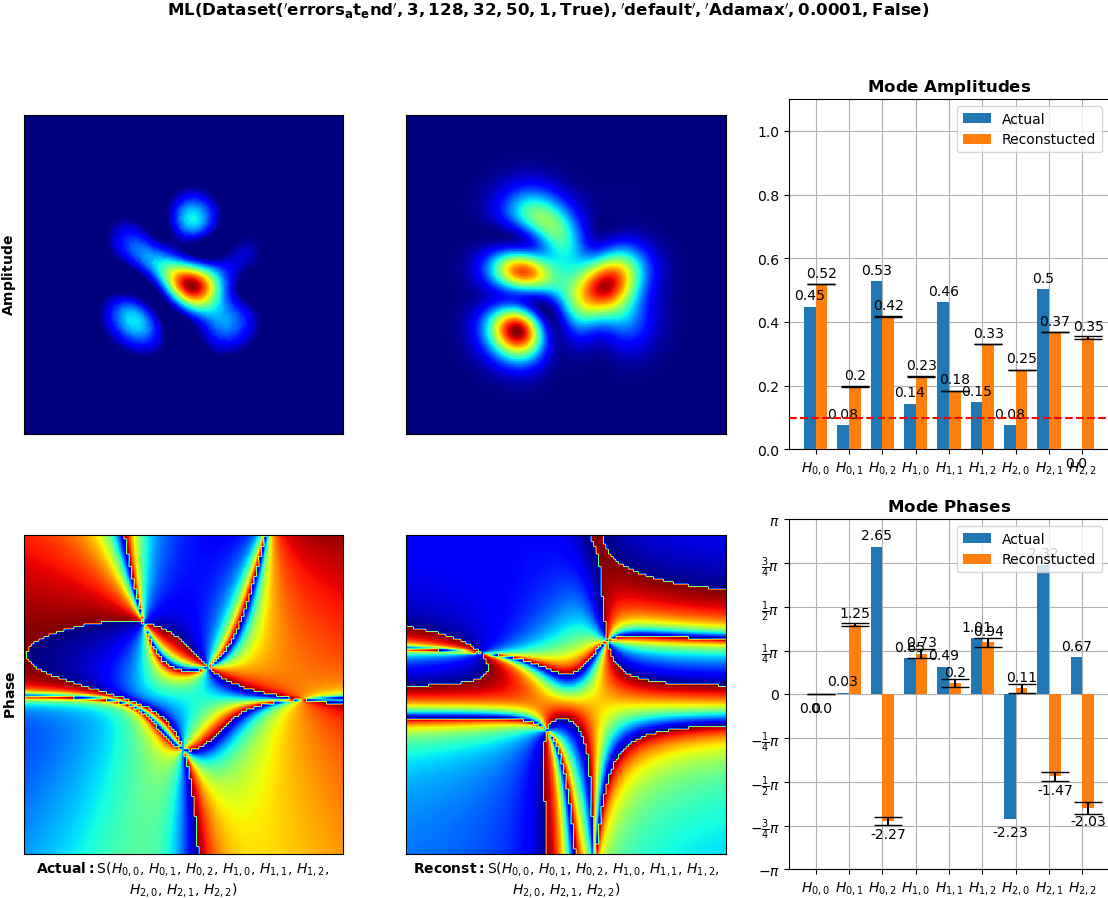 ML(Dataset('errors_at_end', 3, 128, 32, 50, 1, True), 'default', 'Adamax', 0.0001, False)
Amplitude
Mode Amplitudes
Actual
Reconstucted
1.0
0.8
0.6
0.4
0.2
0.0
0.45
0.52
0.08
0.2
0.53
0.42
0.14
0.23
0.46
0.18
0.15
0.33
0.08
0.25
0.5
0.37
0.0
0.35
H0,0 H0,1 H0,2 H1,0 H1,1 H1,2 H2,0 H2,1 H2,2
Phase
Mode Phases
Actual
Reconstucted
π
3/4π
1/2π
1/4π
0
−1/4π
−1/2π
−3/4π
−π
0.0
0.0
0.03
1.25
2.65
-2.27
0.73
0.49
0.2
1.01
0.94
-2.23
0.11
2.32
-1.47
0.67
-2.03
H0,0 H0,1 H0,2 H1,0 H1,1 H1,2 H2,0 H2,1 H2,2
Actual: S(H0,0, H0,1, H0,2, H1,0, H1,1, H1,2,
H2,0, H2,1, H2,2)
Reconst: S(H0,0, H0,1, H0,2, H1,0, H1,1, H1,2,
H2,0, H2,1, H2,2)